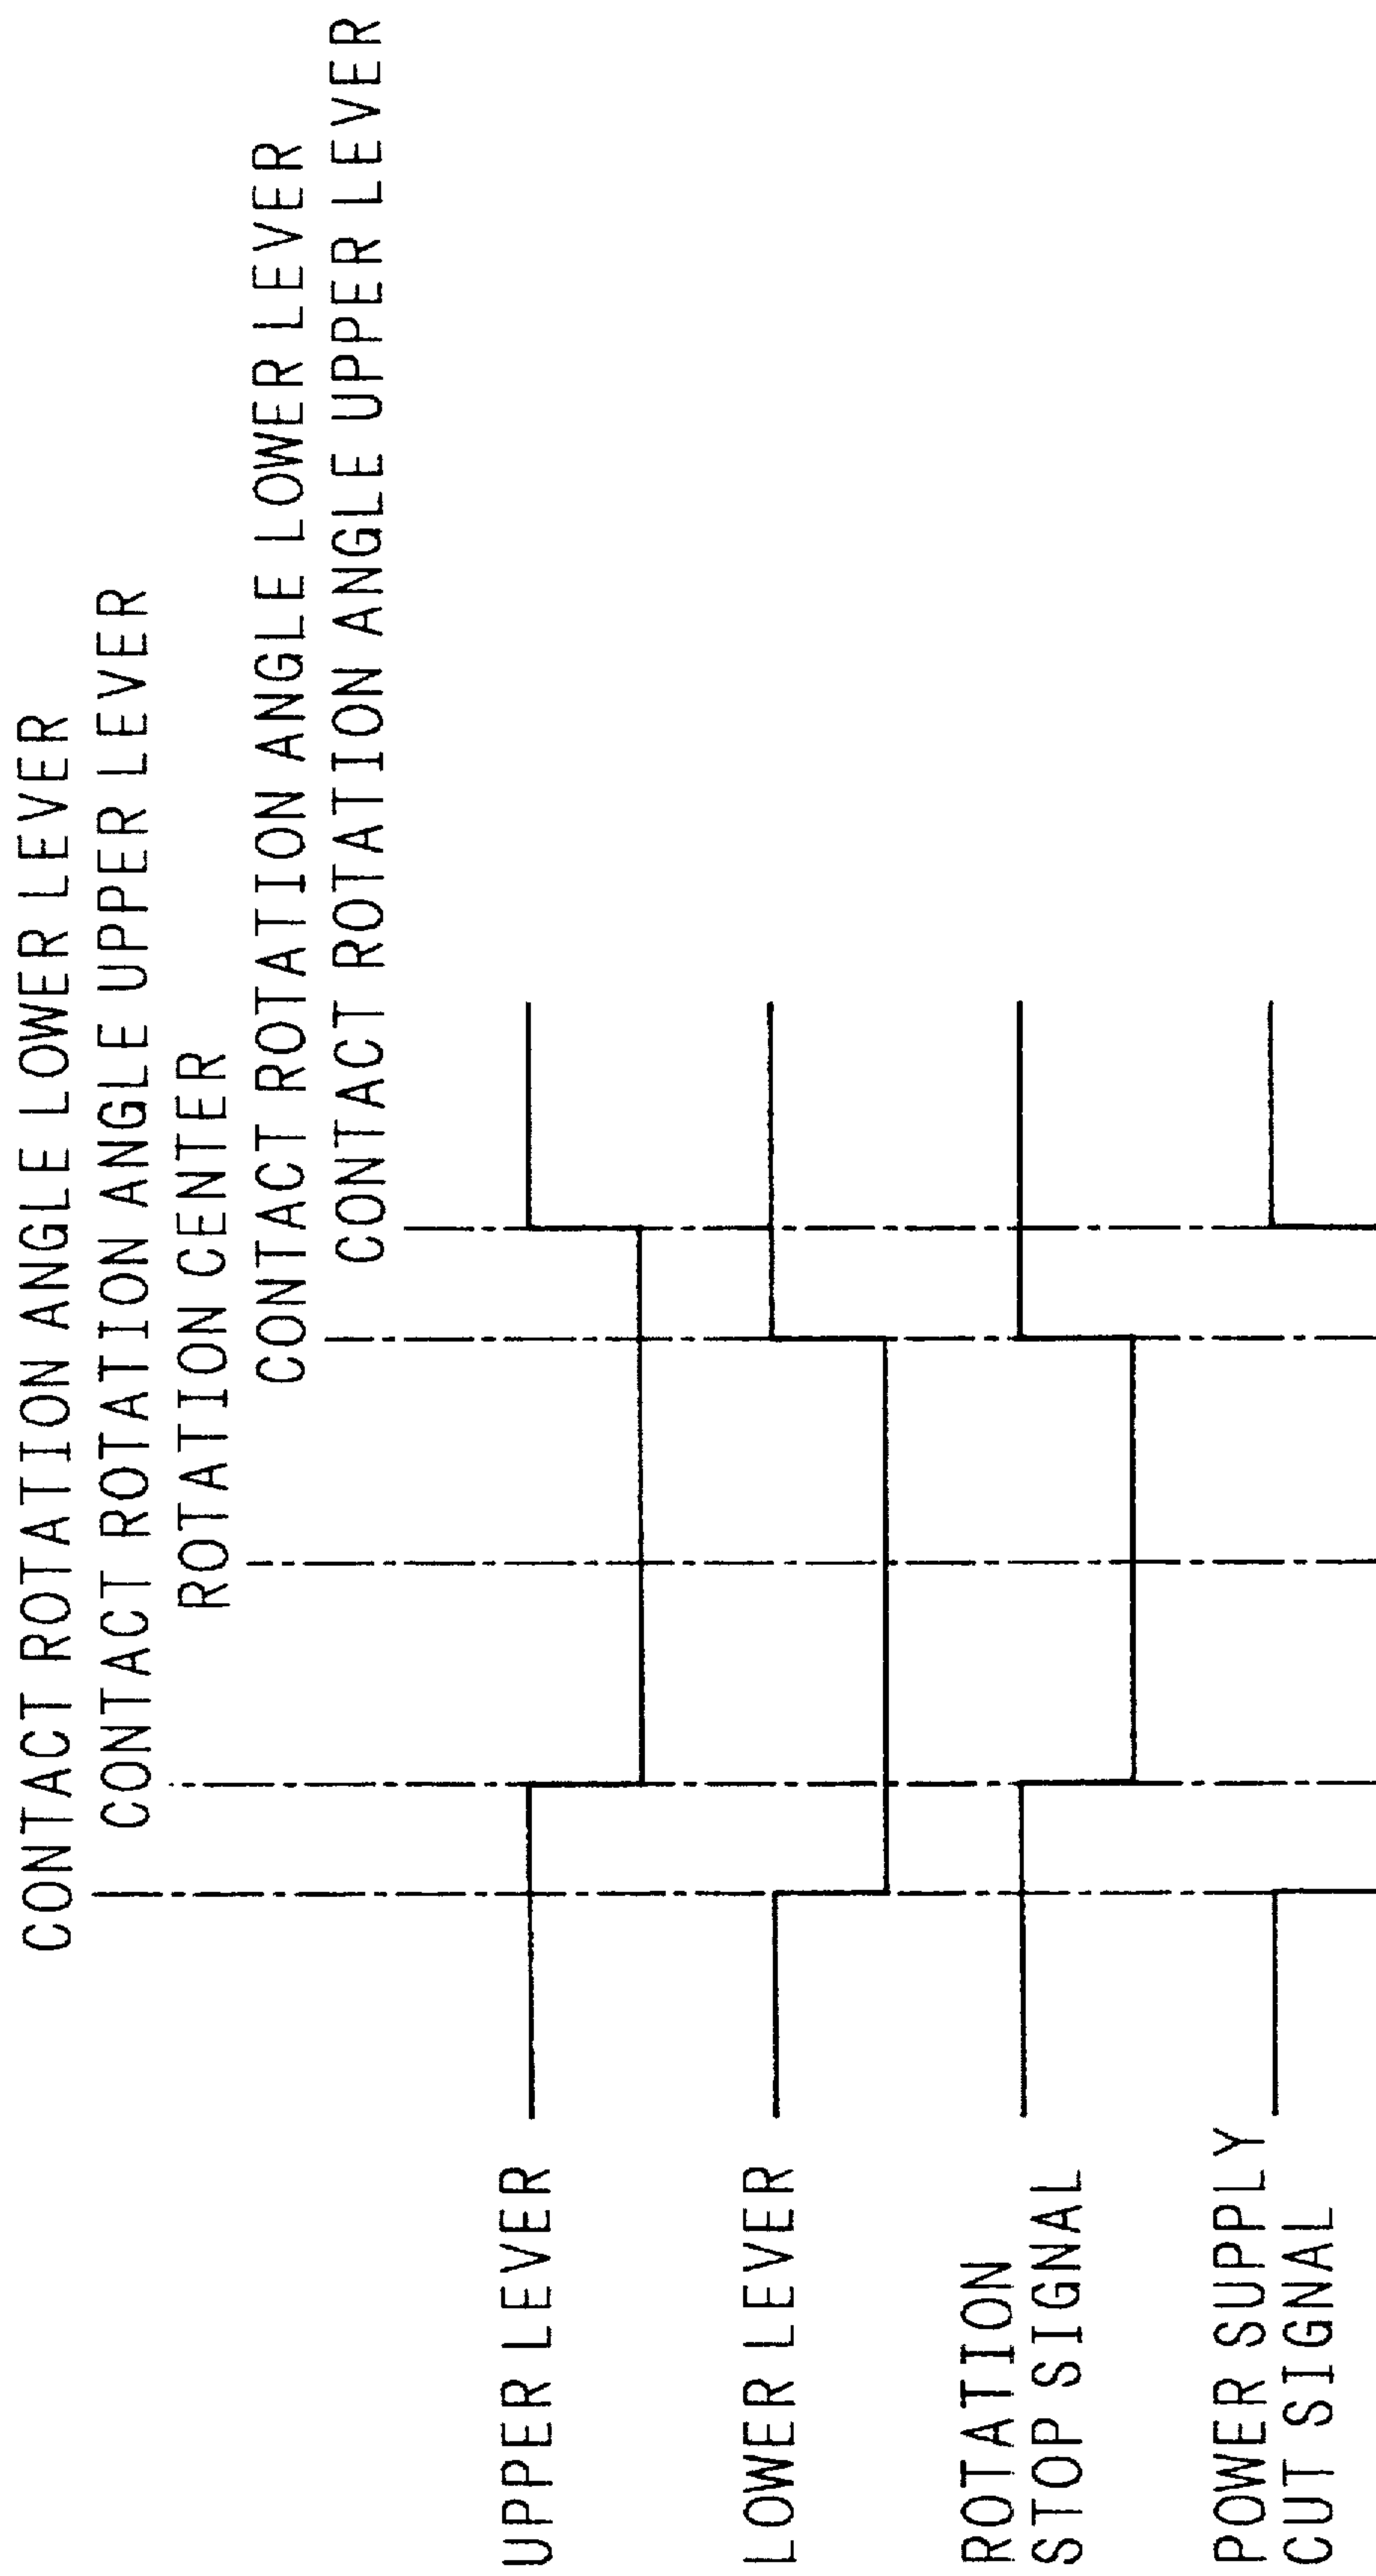 CONTACT ROTATION ANGLE LOWER LEVER
CONTACT ROTATION ANGLE UPPER LEVER
ROTATION CENTER
CONTACT ROTATION ANGLE LOWER LEVER
CONTACT ROTATION ANGLE UPPER LEVER
UPPER LEVER
LOWER LEVER
ROTATION
STOP SIGNAL
POWER SUPPLY
CUT SIGNAL